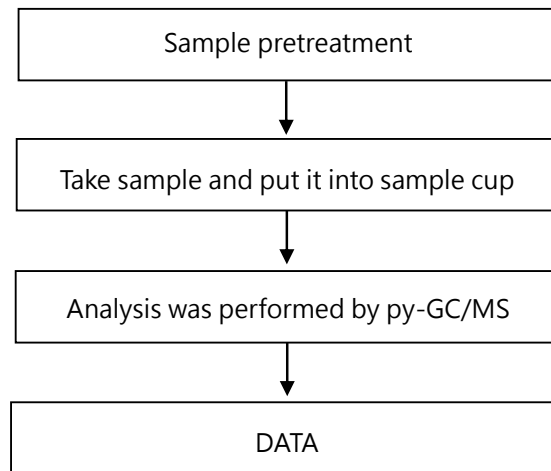 Sample pretreatment
Take sample and put it into sample cup
Analysis was performed by py-GC/MS
DATA